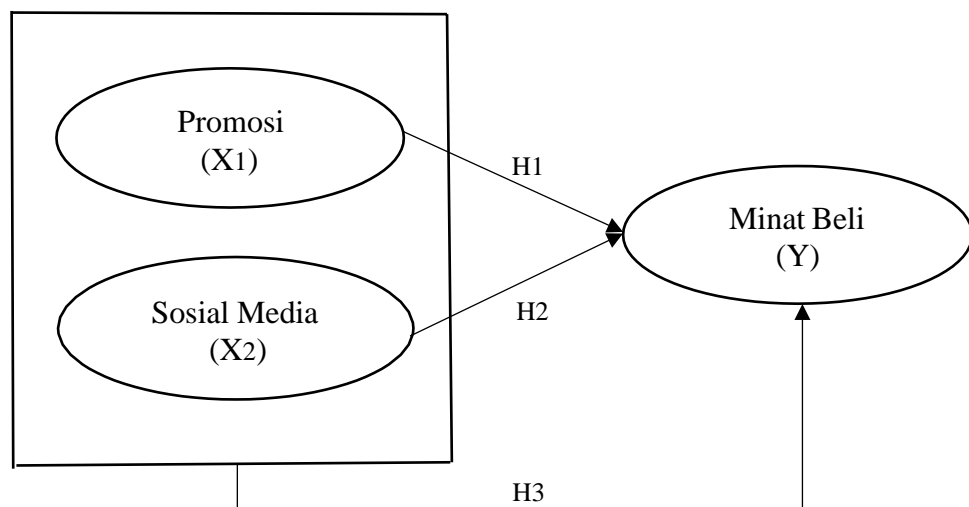 Promosi
(X1)
H1
Minat Beli
(Y)
Sosial Media
(X2)
H2
H3